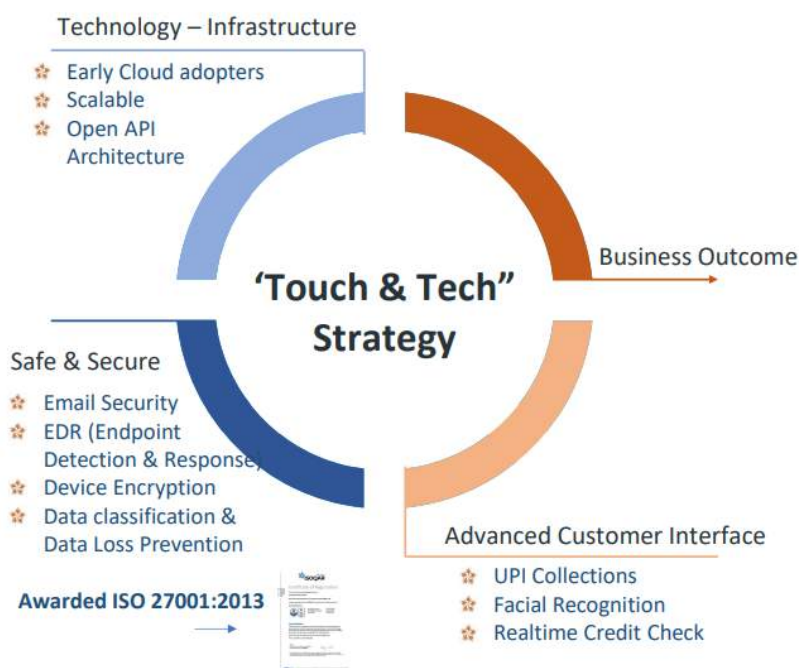 Technology – Infrastructure
Early Cloud adopters
Scalable
Open API
Architecture
Business Outcome
‘Touch & Tech”
Strategy
Safe & Secure
Email Security
EDR (Endpoint
Detection & Response)
Device Encryption
Data classification &
Data Loss Prevention
Awarded ISO 27001:2013
Advanced Customer Interface
UPI Collections
Facial Recognition
Realtime Credit Check